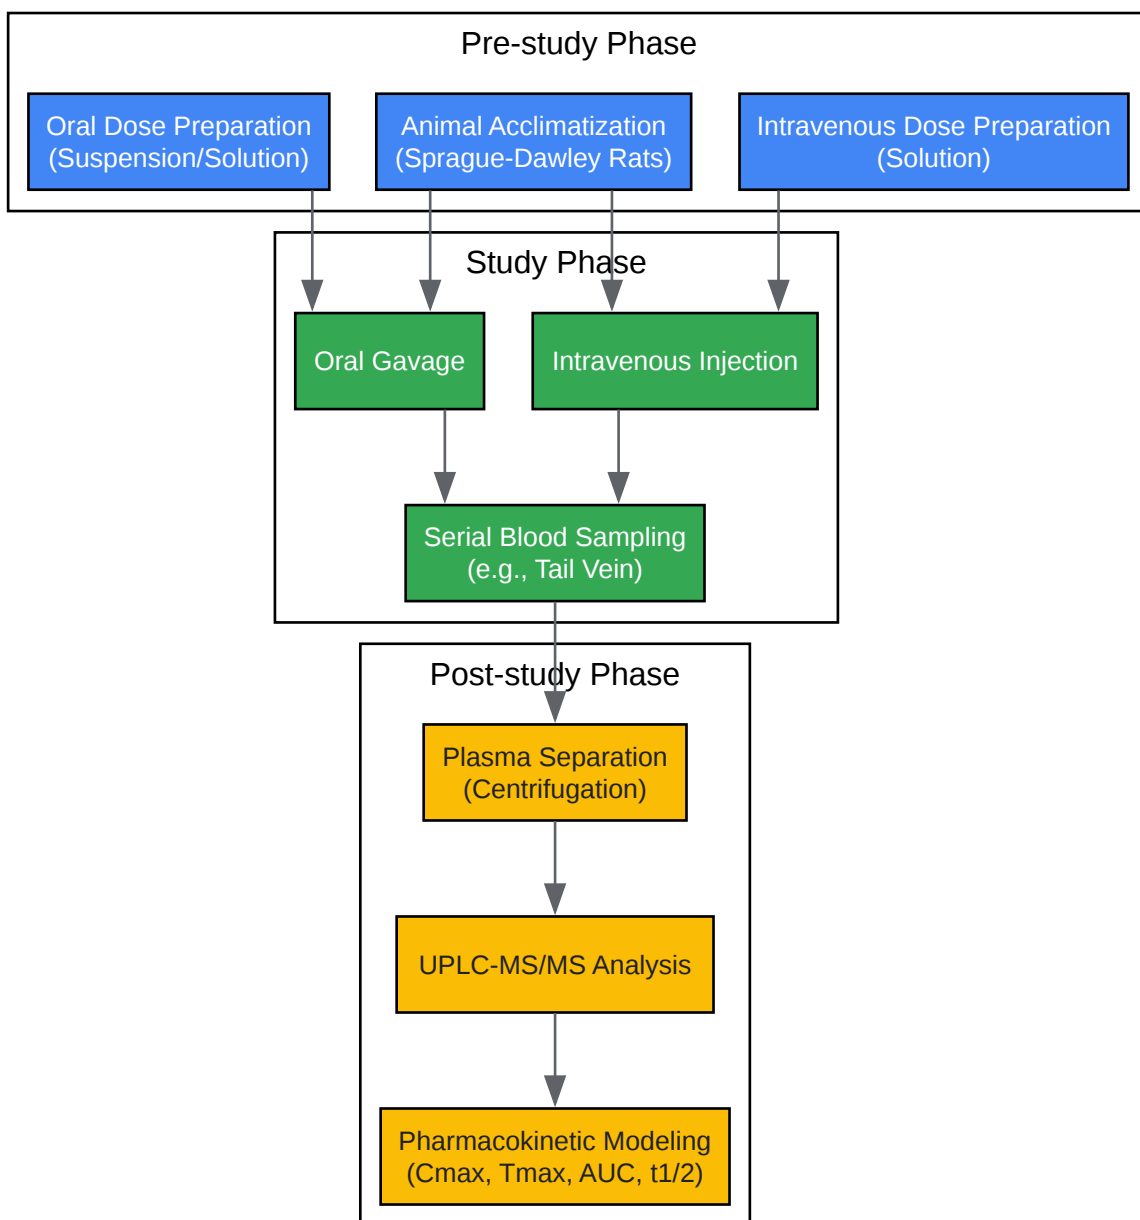 Pre-study Phase
Oral Dose Preparation
(Suspension/Solution)
Animal Acclimatization
(Sprague-Dawley Rats)
Intravenous Dose Preparation
(Solution)
Study Phase
Oral Gavage
Intravenous Injection
Serial Blood Sampling
(e.g., Tail Vein)
Post-study Phase
Plasma Separation
(Centrifugation)
UPLC-MS/MS Analysis
Pharmacokinetic Modeling
(Cmax, Tmax, AUC, t1/2)